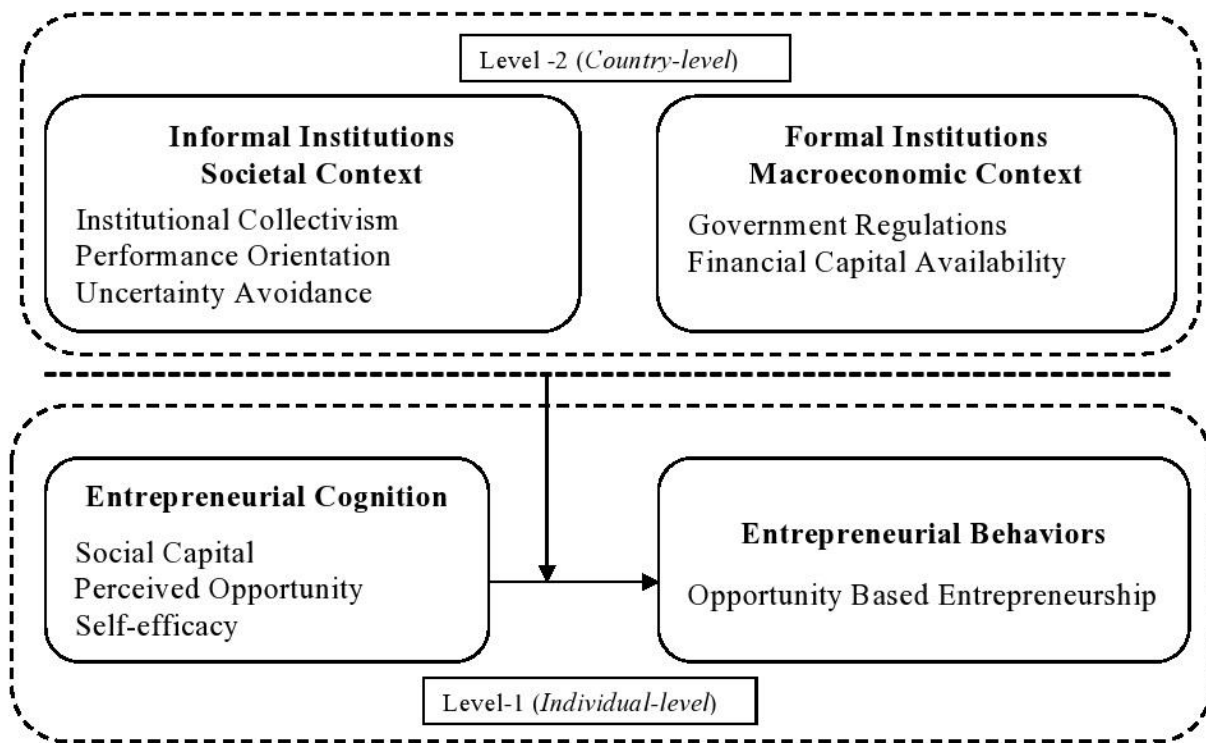 Level -2 (Country-level)
Informal Institutions
Societal Context
Institutional Collectivism
Performance Orientation
Uncertainty Avoidance
Formal Institutions
Macroeconomic Context
Government Regulations
Financial Capital Availability
Entrepreneurial Cognition
Social Capital
Perceived Opportunity
Self-efficacy
Entrepreneurial Behaviors
Opportunity Based Entrepreneurship
Level-1 (Individual-level)